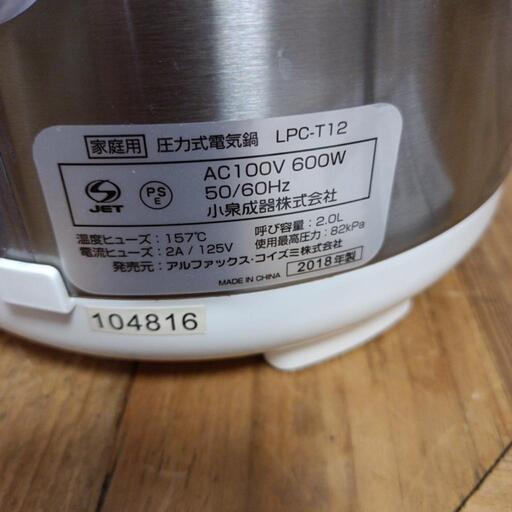 家庭用 圧力式電気鍋 LPC-T12
JET
PS
E
AC100V 600W
50/60Hz
小泉成器株式会社
温度ヒューズ：157℃ 呼び容量：2.0L
電流ヒューズ：2A / 125V 使用最高圧力：82kPa
発売元：アルファックス・コイズミ株式会社
MADE IN CHINA 2018年製
104816